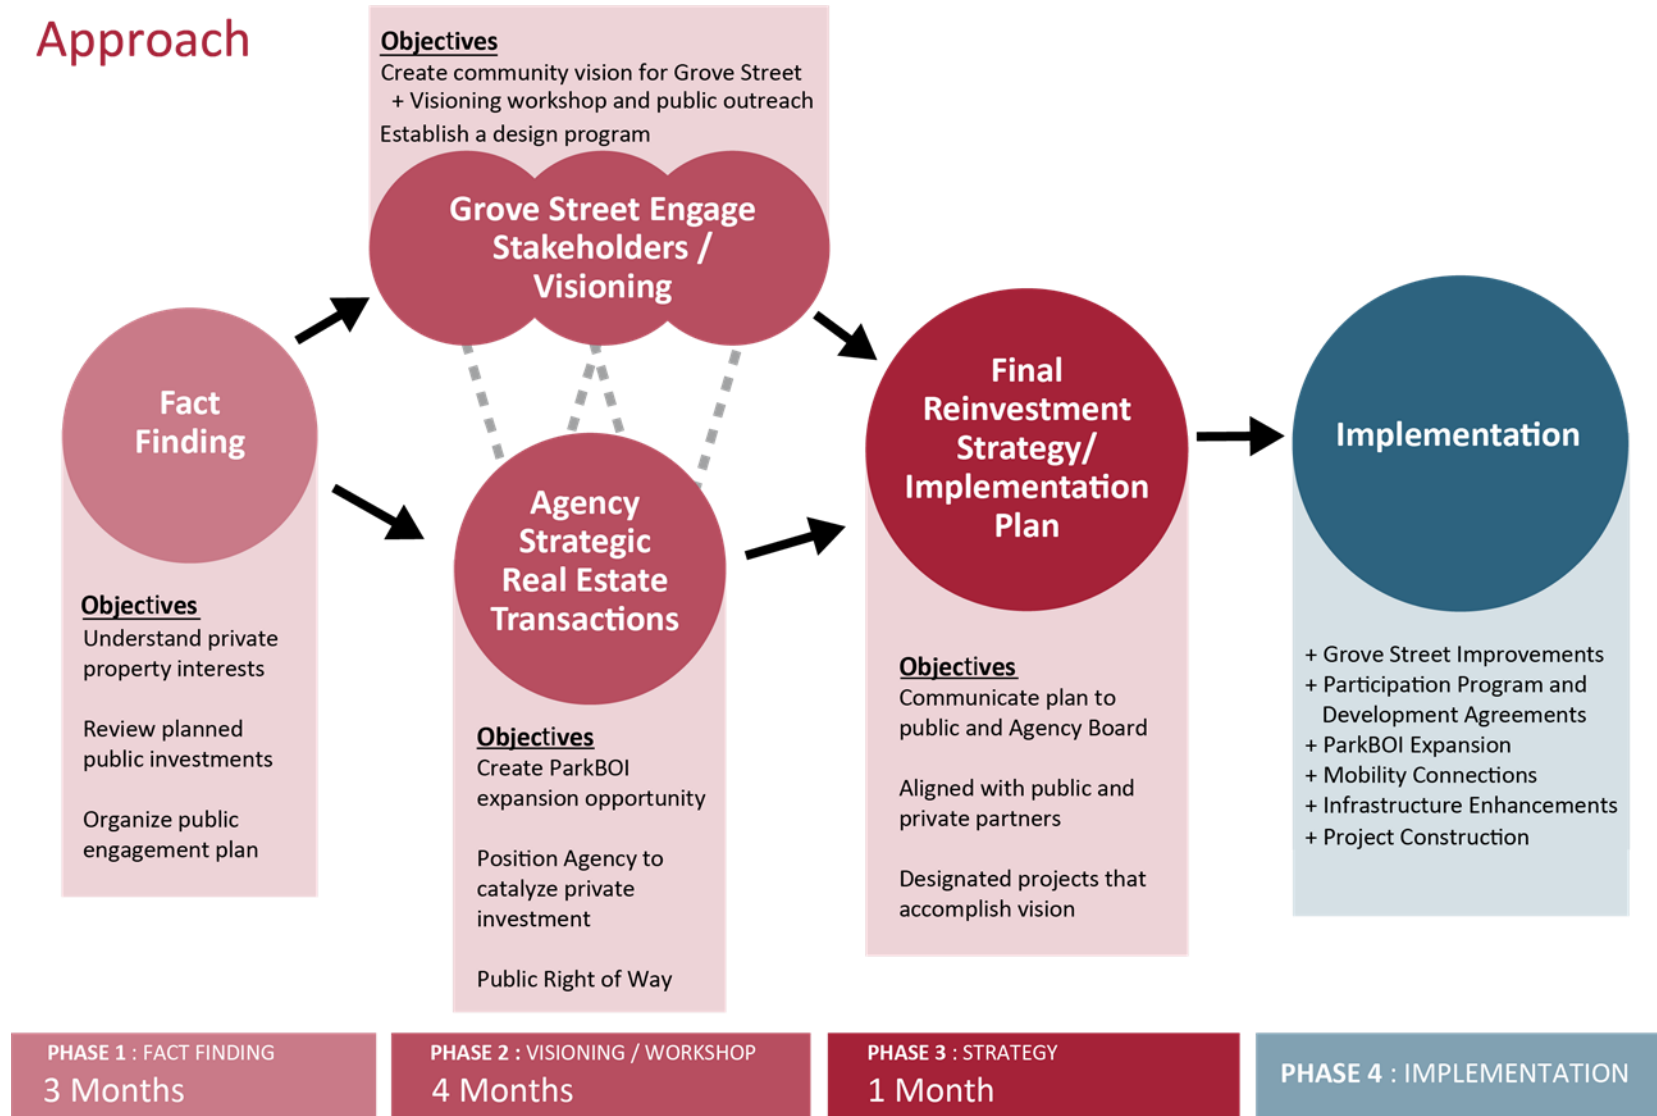 Approach
Objectives
Create community vision for Grove Street
+ Visioning workshop and public outreach
Establish a design program
Grove Street Engage
Stakeholders /
Visioning
Fact
Finding
Objectives
Understand private
property interests
Review planned
public investments
Organize public
engagement plan
Agency
Strategic
Real Estate
Transactions
Objectives
Create ParkBOI
expansion opportunity
Position Agency to
catalyze private
investment
Public Right of Way
Final
Reinvestment
Strategy/
Implementation
Plan
Objectives
Communicate plan to
public and Agency Board
Aligned with public and
private partners
Designated projects that
accomplish vision
Implementation
+ Grove Street Improvements
+ Participation Program and
Development Agreements
+ ParkBOI Expansion
+ Mobility Connections
+ Infrastructure Enhancements
+ Project Construction
PHASE 1 : FACT FINDING
3 Months
PHASE 2 : VISIONING / WORKSHOP
4 Months
PHASE 3 : STRATEGY
1 Month
PHASE 4 : IMPLEMENTATION